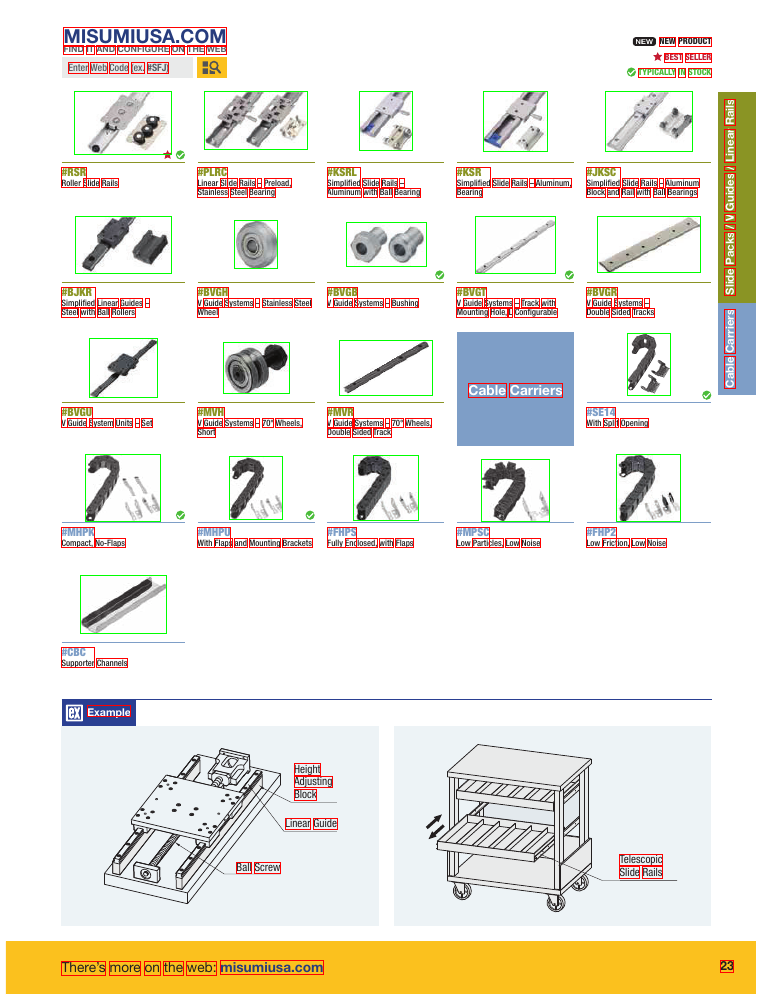 MISUMIUSA.COM
FIND IT AND CONFIGURE ON THE WEB
Enter Web Code (ex. #SFJ)
NEW NEW PRODUCT
BEST SELLER
TYPICALLY IN STOCK
#RSR
Roller Slide Rails
#PLRC
Linear Slide Rails – Preload,
Stainless Steel Bearing
#KSRL
Simplified Slide Rails –
Aluminum with Ball Bearing
#KSR
Simplified Slide Rails – Aluminum,
Bearing
#JKSC
Simplified Slide Rails – Aluminum
Block and Rail with Ball Bearings
#BJKR
Simplified Linear Guides –
Steel with Ball Rollers
#BVGH
V Guide Systems – Stainless Steel
Wheel
#BVGB
V Guide Systems – Bushing
#BVGT
V Guide Systems – Track with
Mounting Hole, L Configurable
#BVGR
V Guide Systems –
Double Sided Tracks
#BVGU
V Guide System Units – Set
#MVH
V Guide Systems – 70° Wheels,
Short
#MVR
V Guide Systems – 70° Wheels,
Double Sided Track
Cable Carriers
#SE14
With Split Opening
#MHPK
Compact, No-Flaps
#MHPU
With Flaps and Mounting Brackets
#FHPS
Fully Enclosed, with Flaps
#MPSC
Low Particles, Low Noise
#FHP2
Low Friction, Low Noise
#CBC
Supporter Channels
Slide Packs / V Guides / Linear Rails
Cable Carriers
ex Example
Height
Adjusting
Block
Linear Guide
Ball Screw
Telescopic
Slide Rails
There's more on the web: misumiusa.com
23